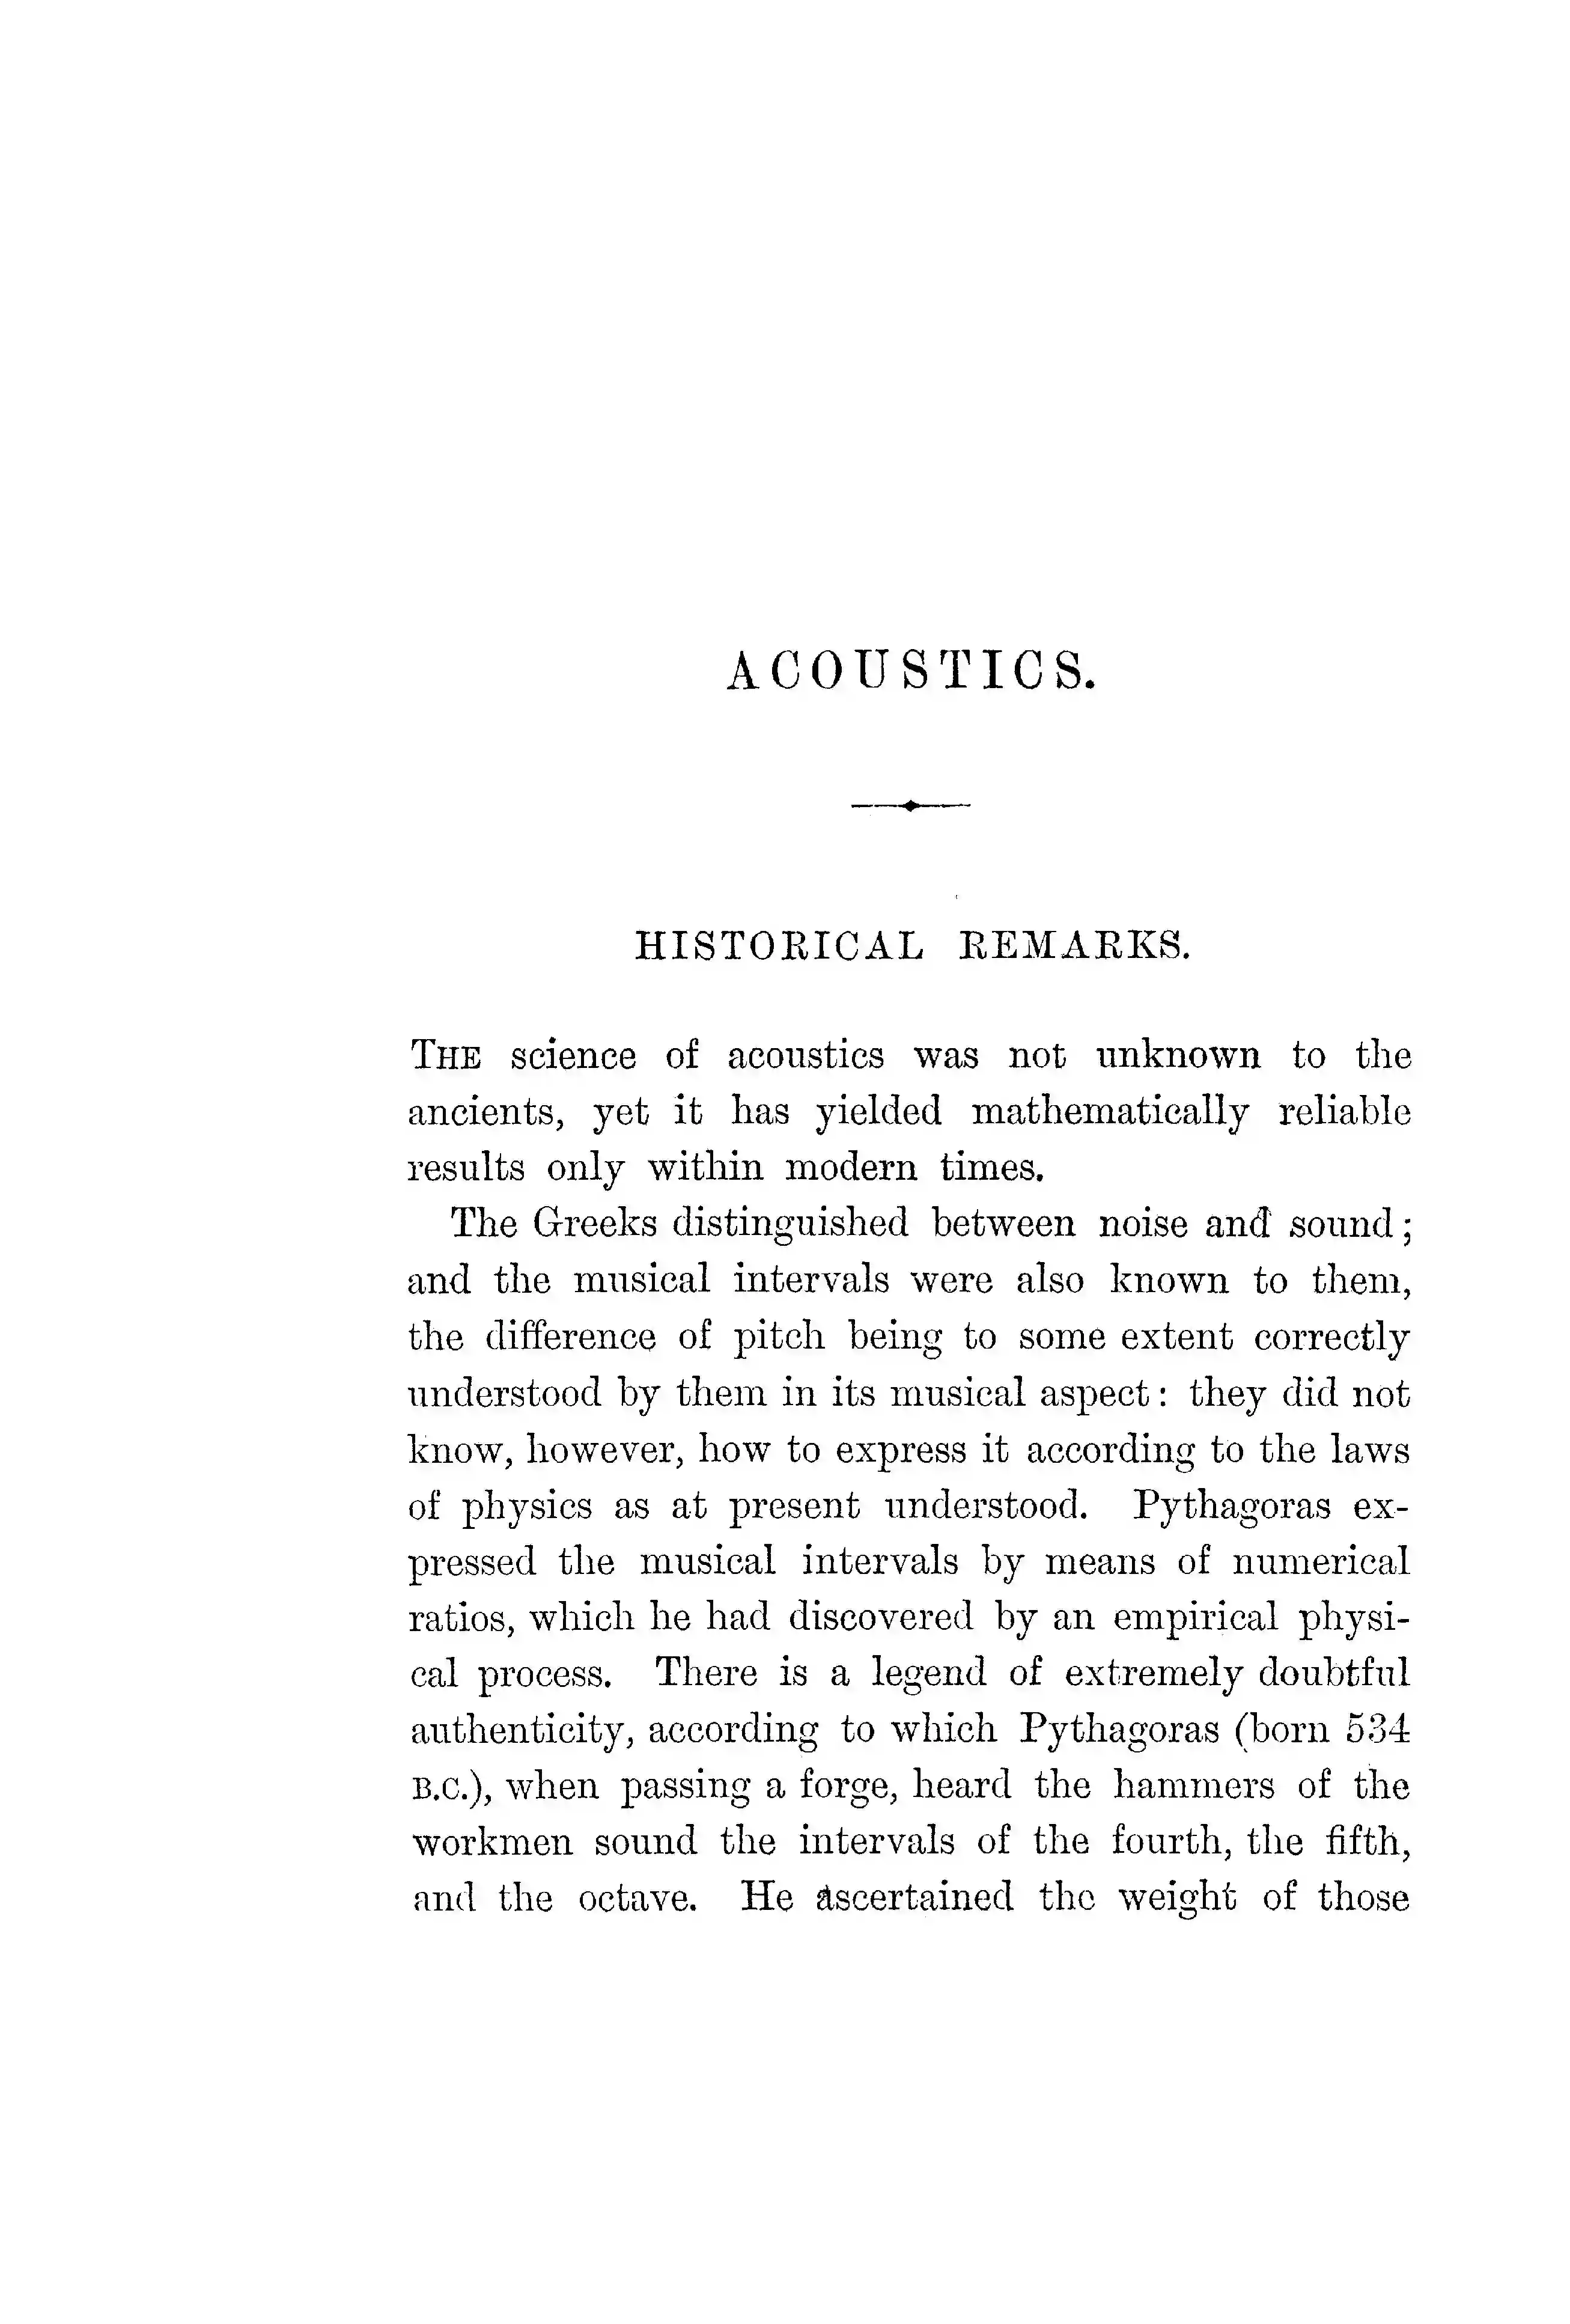 ACOUSTICS.
HISTORICAL REMARKS.
THE science of acoustics was not unknown to the
ancients, yet it has yielded mathematically reliable
results only within modern times.
The Greeks distinguished between noise and sound;
and the musical intervals were also known to them,
the difference of pitch being to some extent correctly
understood by them in its musical aspect: they did not
know, however, how to express it according to the laws
of physics as at present understood. Pythagoras ex-
pressed the musical intervals by means of numerical
ratios, which he had discovered by an empirical physi-
cal process. There is a legend of extremely doubtful
authenticity, according to which Pythagoras (born 534
B.C.), when passing a forge, heard the hammers of the
workmen sound the intervals of the fourth, the fifth,
and the octave. He ascertained the weight of those